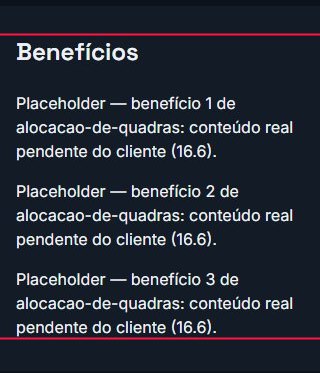 Benefícios
Placeholder — benefício 1 de
alocacao-de-quadras: conteúdo real
pendente do cliente (16.6).
Placeholder — benefício 2 de
alocacao-de-quadras: conteúdo real
pendente do cliente (16.6).
Placeholder — benefício 3 de
alocacao-de-quadras: conteúdo real
pendente do cliente (16.6).